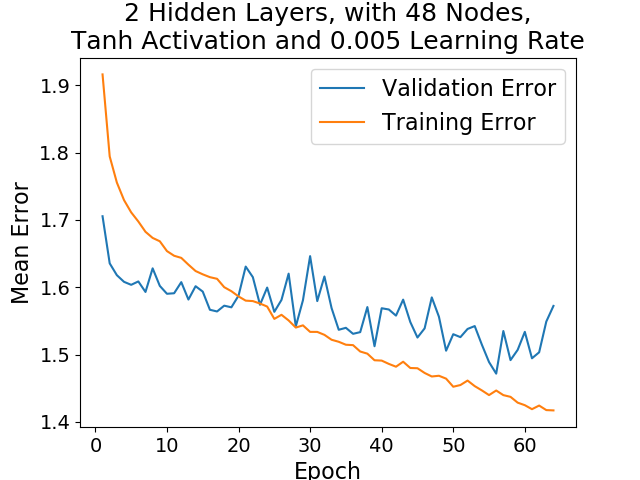 2 Hidden Layers, with 48 Nodes,
Tanh Activation and 0.005 Learning Rate
Validation Error
Training Error
Mean Error
1.9
1.8
1.7
1.6
1.5
1.4
0 10 20 30 40 50 60
Epoch